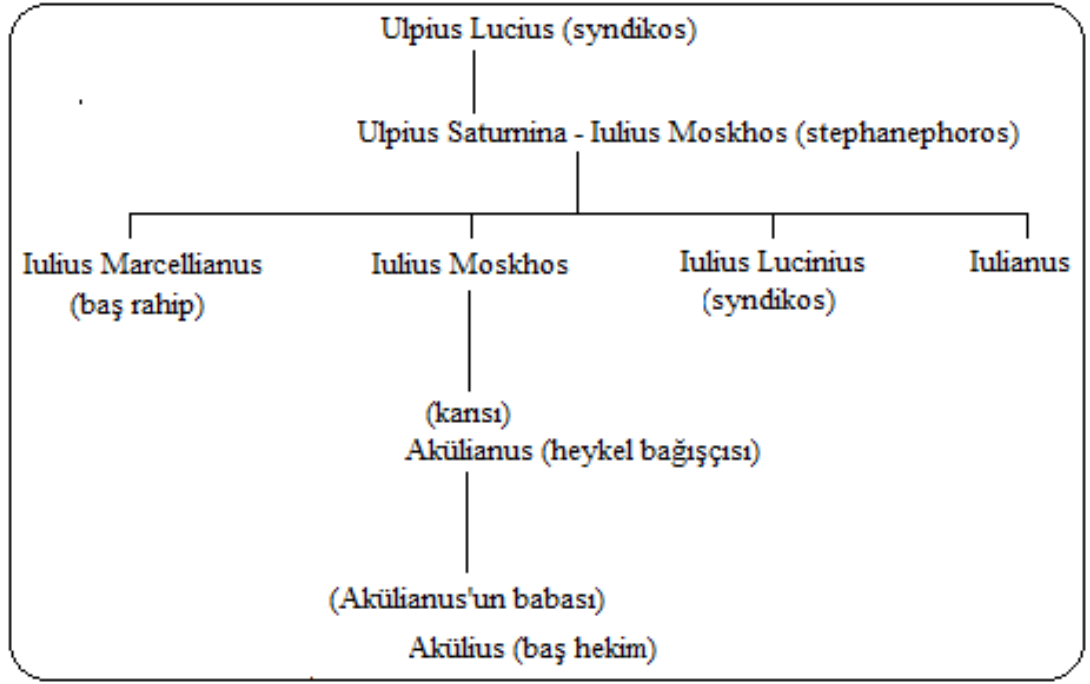 Ulpius Lucius (syndikos)
Ulpius Saturnina - Iulius Moskhos (stephanephoros)
Iulius Marcellianus
(baş rahip)
Iulius Moskhos
Iulius Lucinius
(syndikos)
Iulianus
(karısı)
Akülianus (heykel bağışçısı)
(Akülianus'un babası)
Akülius (baş hekim)